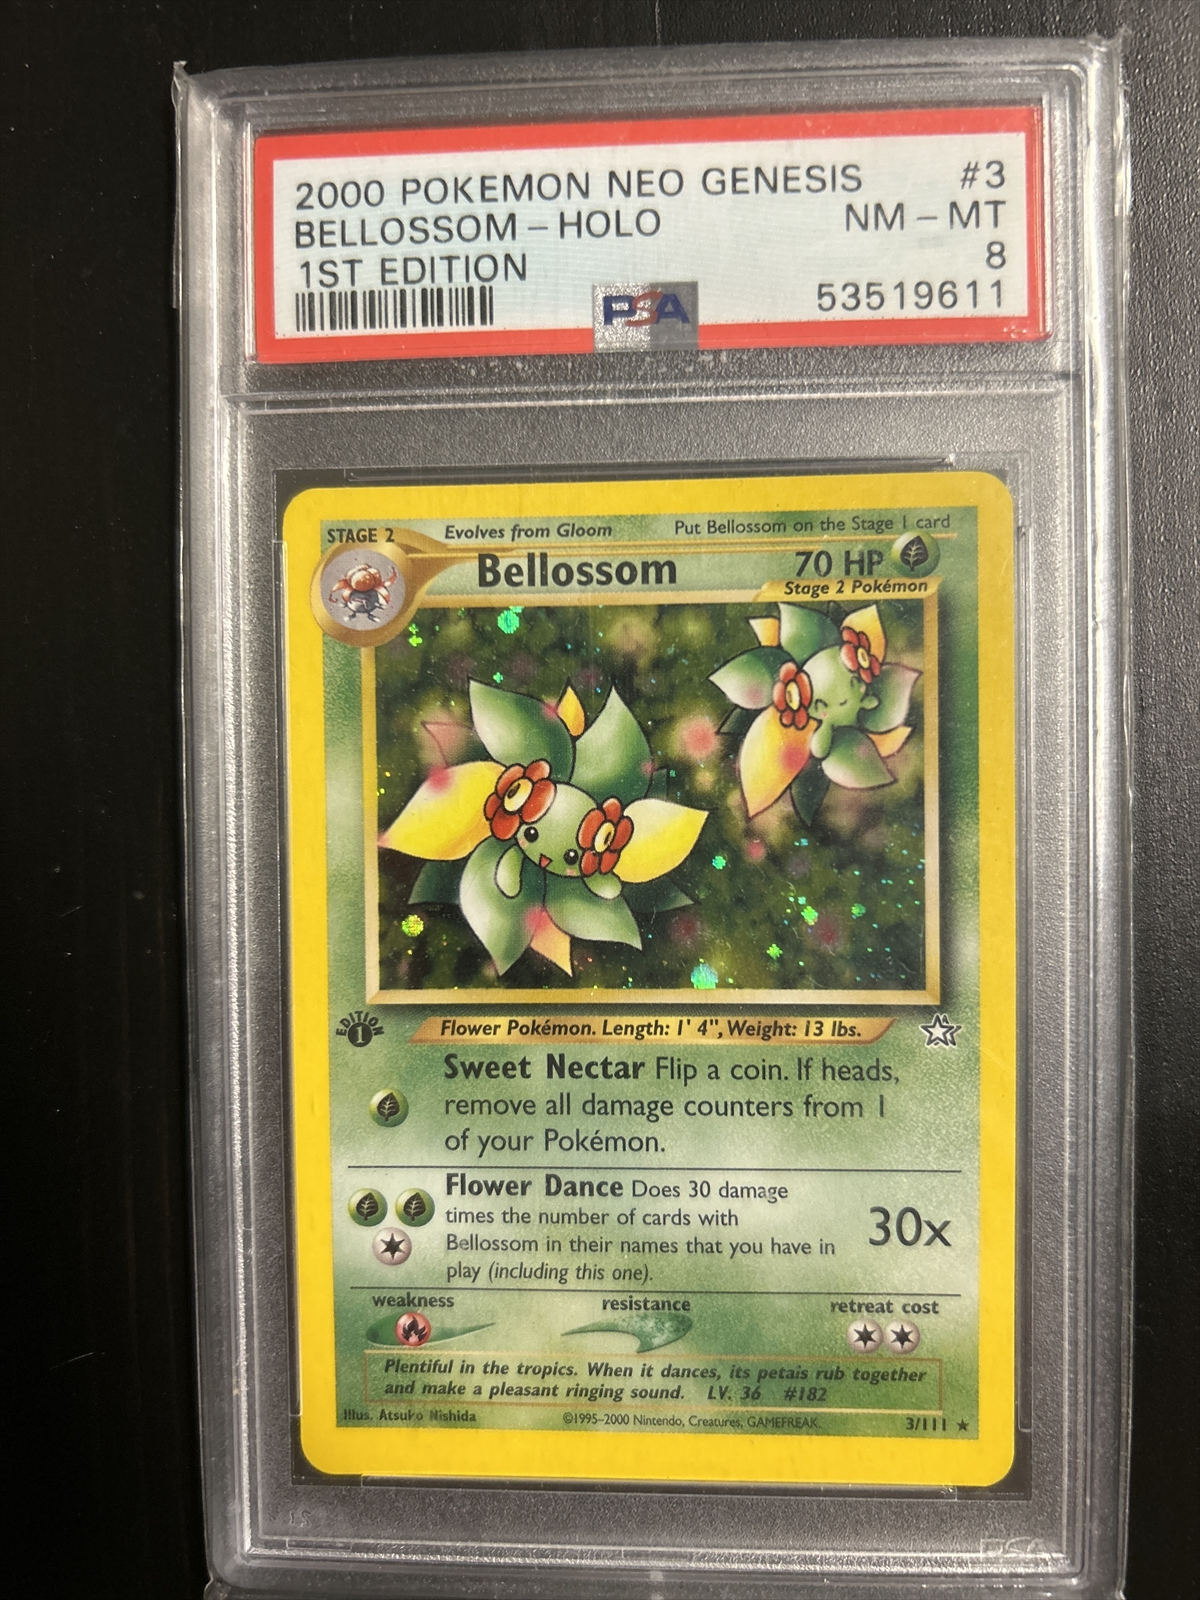 2000 POKEMON NEO GENESIS #3
BELLOSSOM - HOLO NM - MT
1ST EDITION 8
PSA 53519611
STAGE 2 Evolves from Gloom Put Bellossom on the Stage 1 card
Bellossom 70 HP
Stage 2 Pokémon
EDITION 1
Flower Pokémon. Length: 1' 4", Weight: 13 lbs.
Sweet Nectar Flip a coin. If heads,
remove all damage counters from 1
of your Pokémon.
Flower Dance Does 30 damage
times the number of cards with
Bellossom in their names that you have in
play (including this one).
30x
weakness resistance retreat cost
Plentiful in the tropics. When it dances, its petals rub together
and make a pleasant ringing sound. LV. 36 #182
Illus. Atsuko Nishida ©1995-2000 Nintendo, Creatures, GAMEFREAK. 3/111 ★